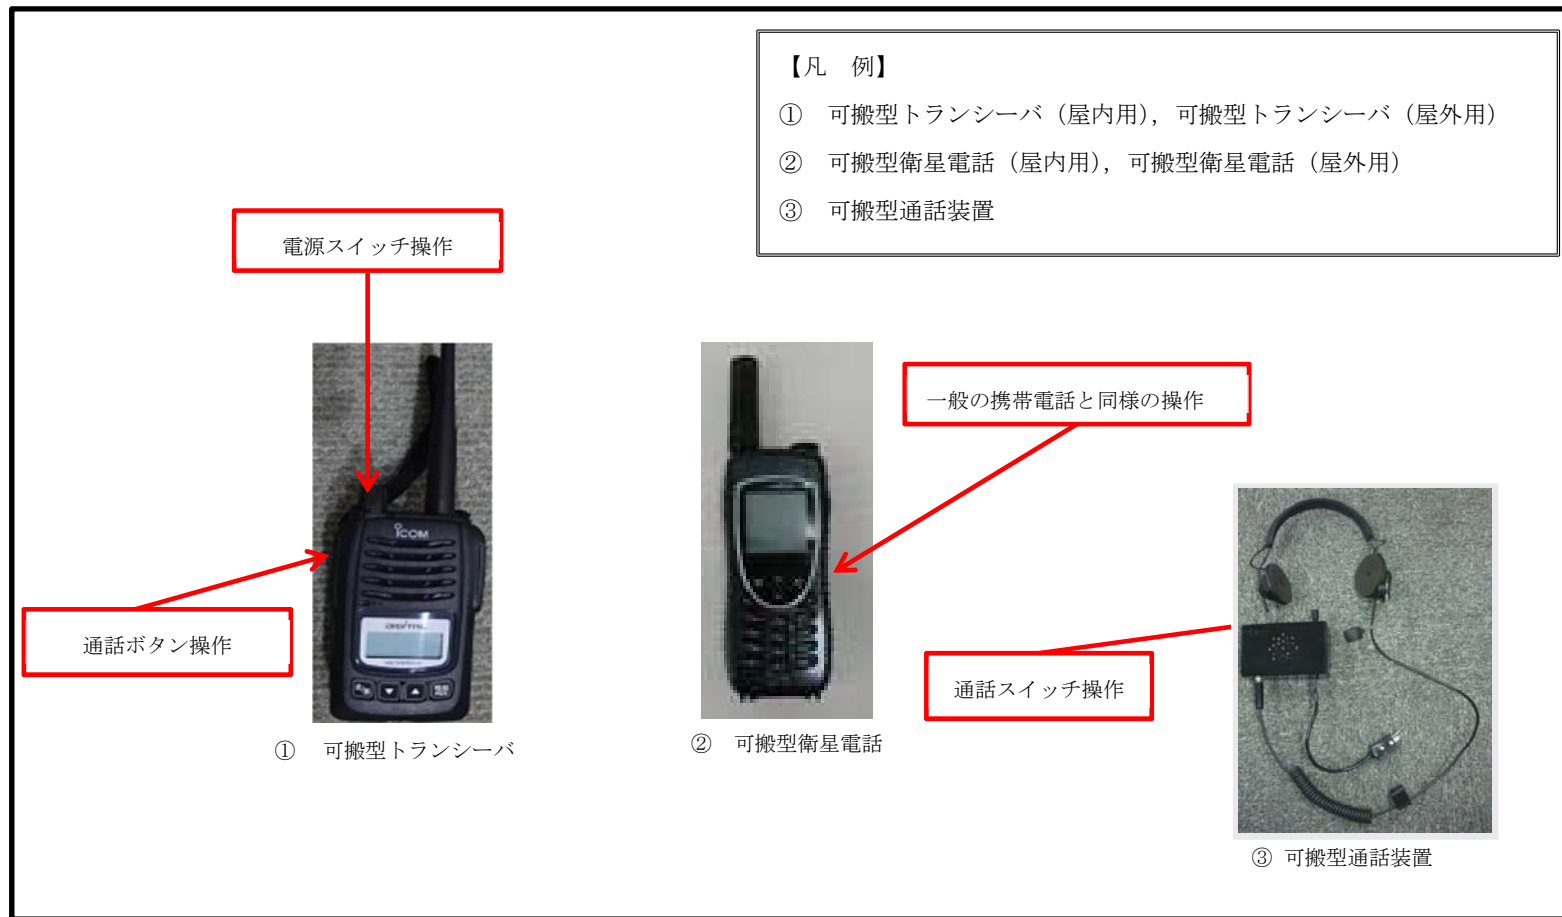 【凡　例】
①　可搬型トランシーバ（屋内用），可搬型トランシーバ（屋外用）
②　可搬型衛星電話（屋内用），可搬型衛星電話（屋外用）
③　可搬型通話装置
電源スイッチ操作
一般の携帯電話と同様の操作
通話ボタン操作
通話スイッチ操作
ICOM
①　可搬型トランシーバ
②　可搬型衛星電話
③ 可搬型通話装置